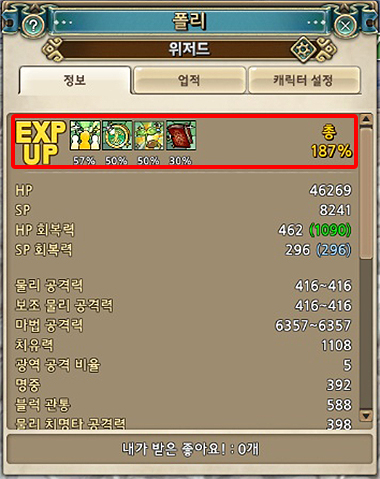 ?
폴리
X
위저드
정보 업적 캐릭터 설정
EXP UP 57% 50% 50% 30% 총 187%
HP 46269
SP 8241
HP 회복력 462 (1090)
SP 회복력 296 (296)
물리 공격력 416~416
보조 물리 공격력 416~416
마법 공격력 6357~6357
치유력 1108
광역 공격 비율 5
명중 392
블럭 관통 588
물리 치명타 공격력 398
내가 받은 좋아요! : 0개